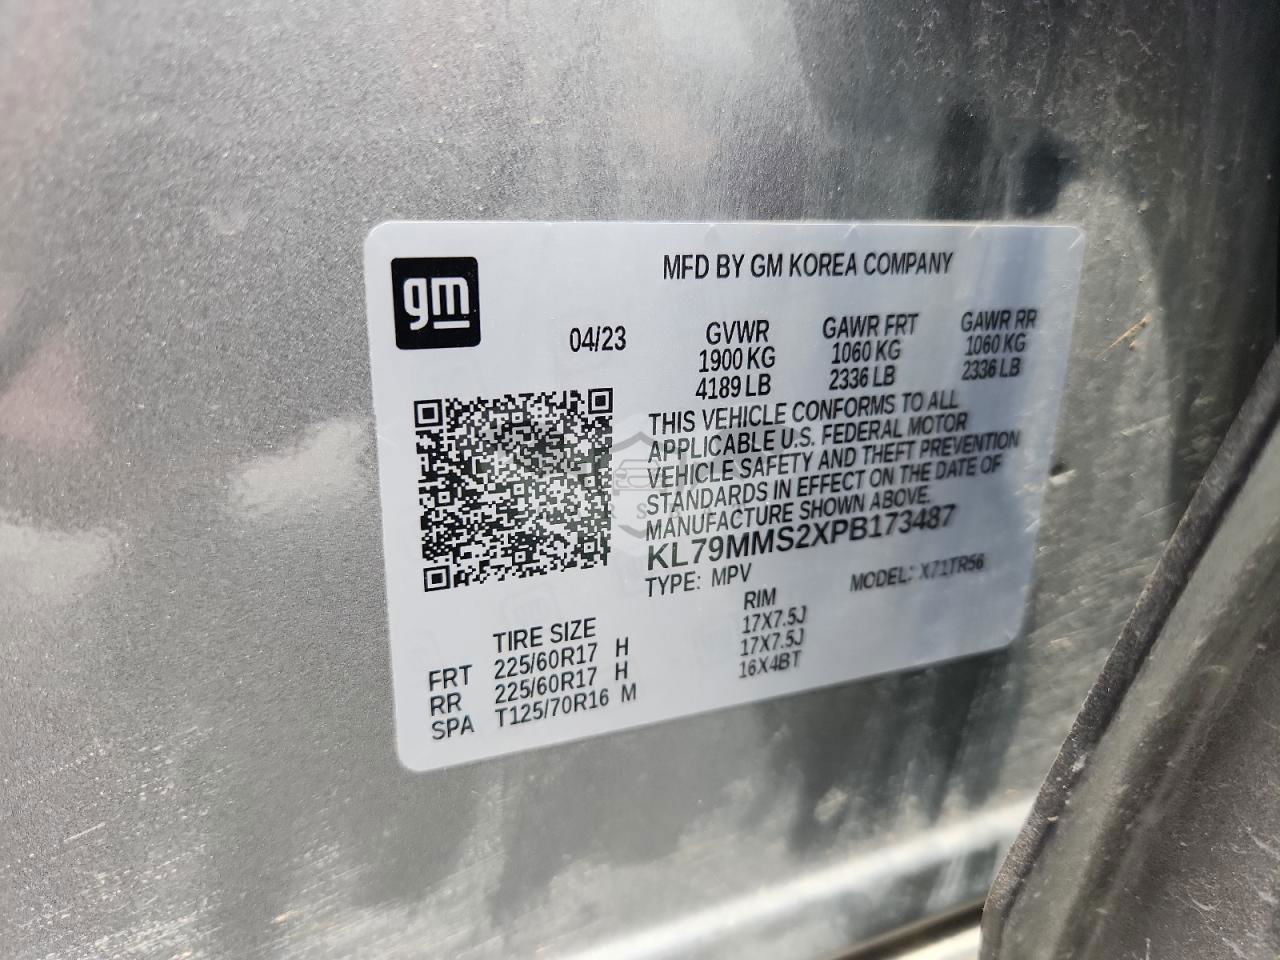 gm
MFD BY GM KOREA COMPANY
04/23
GVWR GAWR FRT GAWR RR
1900 KG 1060 KG 1060 KG
4189 LB 2336 LB 2336 LB
THIS VEHICLE CONFORMS TO ALL
APPLICABLE U.S. FEDERAL MOTOR
VEHICLE SAFETY AND THEFT PREVENTION
STANDARDS IN EFFECT ON THE DATE OF
MANUFACTURE SHOWN ABOVE.
KL79MMS2XPB173487
TYPE: MPV MODEL: X71TR56
TIRE SIZE RIM
FRT 225/60R17 H 17X7.5J
RR 225/60R17 H 17X7.5J
SPA T125/70R16 M 16X4BT